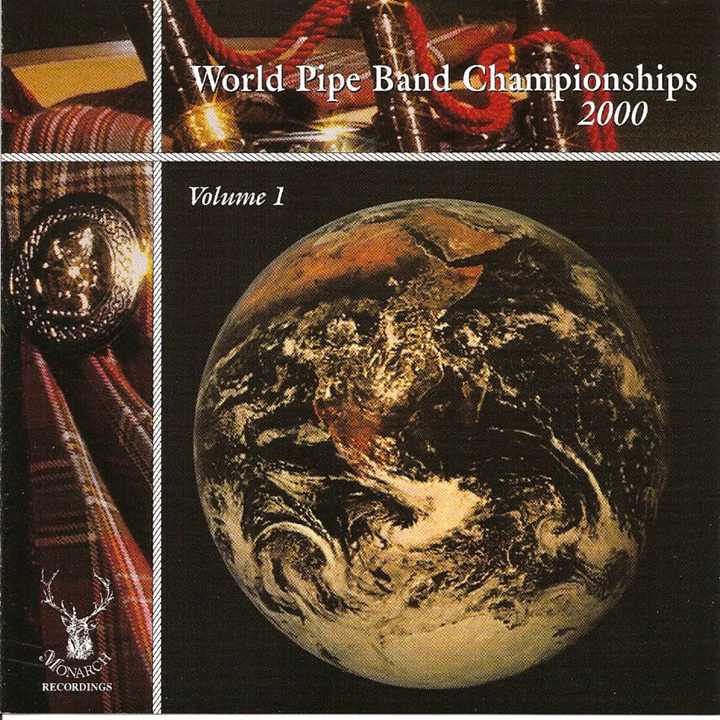 World Pipe Band Championships
2000
Volume 1
MONARCH
RECORDINGS